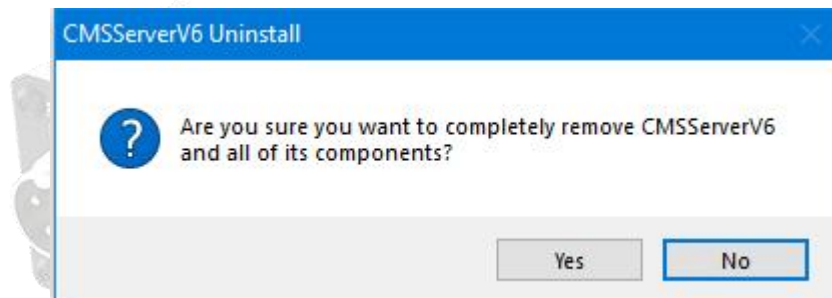 CMSServerV6 Uninstall
Are you sure you want to completely remove CMSServerV6
and all of its components?
Yes
No